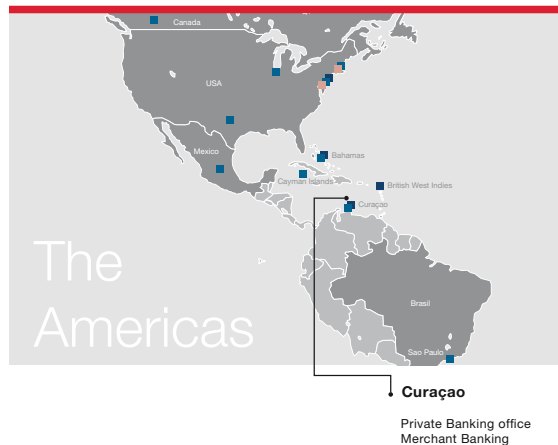 Canada
USA
Mexico
Bahamas
Cayman Islands
British West Indies
Curaçao
The
Americas
Brasil
Sao Paulo
Curaçao
Private Banking office
Merchant Banking